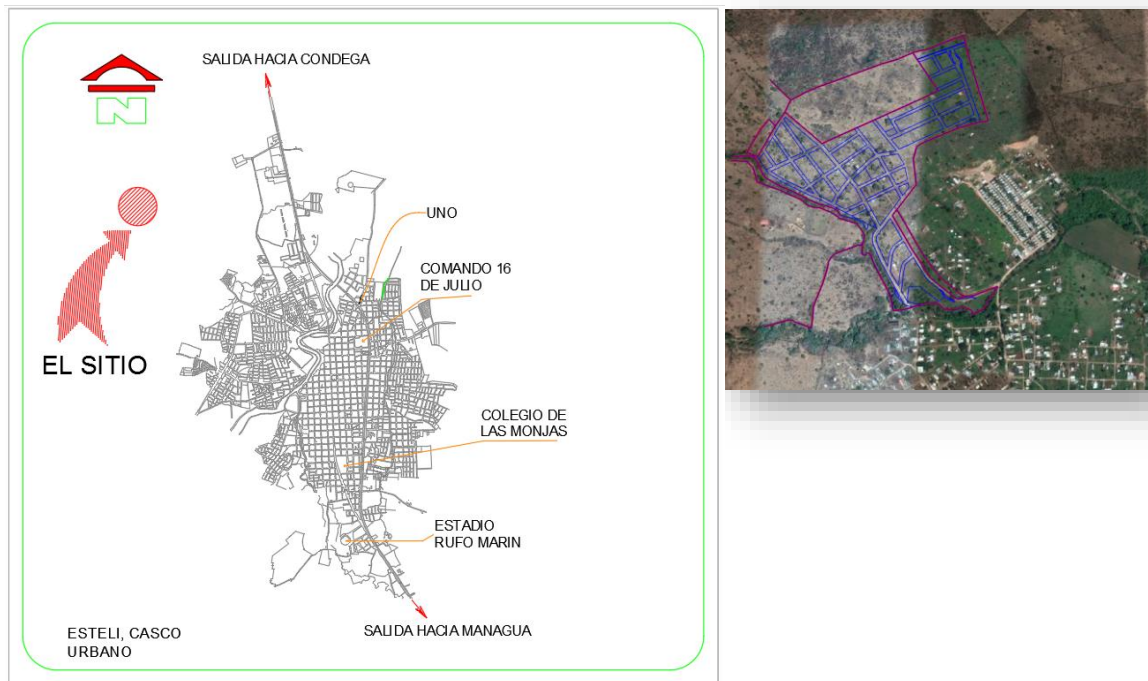 SALIDA HACIA CONDEGA
N
UNO
COMANDO 16
DE JULIO
EL SITIO
COLEGIO DE
LAS MONJAS
ESTADIO
RUFO MARIN
SALIDA HACIA MANAGUA
ESTELI, CASCO
URBANO